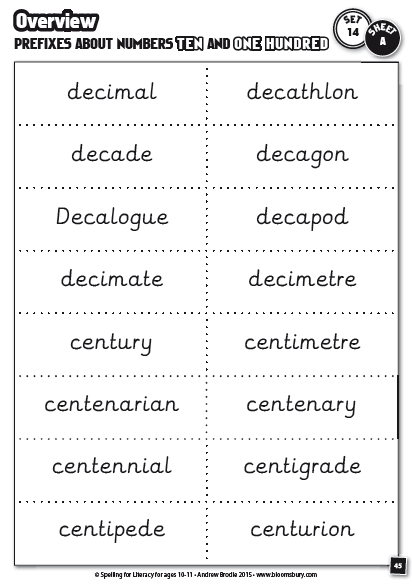 Overview
PREFIXES ABOUT NUMBERS TEN AND ONE HUNDRED
SET
14
SHEET
A
decimal decathlon
decade decagon
Decalogue decapod
decimate decimetre
century centimetre
centenarian centenary
centennial centigrade
centipede centurion
45
© Spelling for Literacy for ages 10-11 • Andrew Brodie 2015 • www.bloomsbury.com